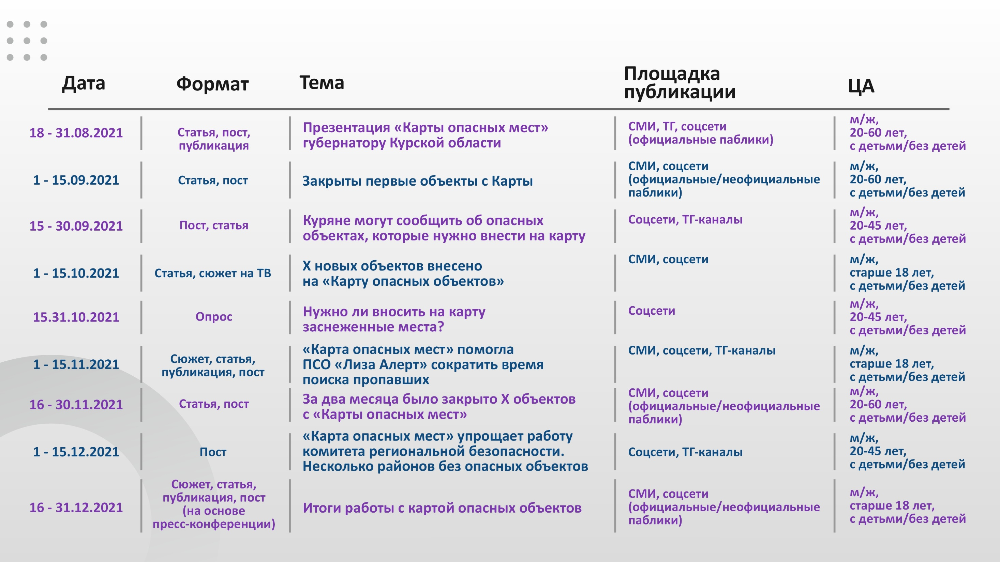 Дата
Формат
Тема
Площадка
публикации
ЦА
18 - 31.08.2021
Статья, пост,
публикация
Презентация «Карты опасных мест»
губернатору Курской области
СМИ, ТГ, соцсети
(официальные паблики)
м/ж,
20-60 лет,
с детьми/без детей
1 - 15.09.2021
Статья, пост
Закрыты первые объекты с Карты
СМИ, соцсети
(официальные/неофициальные
паблики)
м/ж,
20-60 лет,
с детьми/без детей
15 - 30.09.2021
Пост, статья
Куряне могут сообщить об опасных
объектах, которые нужно внести на карту
Соцсети, ТГ-каналы
м/ж,
20-45 лет,
с детьми/без детей
1 - 15.10.2021
Статья, сюжет на ТВ
Х новых объектов внесено
на «Карту опасных объектов»
СМИ, соцсети
м/ж,
старше 18 лет,
с детьми/без детей
15.31.10.2021
Опрос
Нужно ли вносить на карту
заснеженные места?
Соцсети
м/ж,
20-45 лет,
с детьми/без детей
1 - 15.11.2021
Сюжет, статья,
публикация, пост
«Карта опасных мест» помогла
ПСО «Лиза Алерт» сократить время
поиска пропавших
СМИ, соцсети, ТГ-каналы
м/ж,
старше 18 лет,
с детьми/без детей
16 - 30.11.2021
Статья, пост
За два месяца было закрыто Х объектов
с «Карты опасных мест»
СМИ, соцсети
(официальные/неофициальные
паблики)
м/ж,
20-60 лет,
с детьми/без детей
1 - 15.12.2021
Пост
«Карта опасных мест» упрощает работу
комитета региональной безопасности.
Несколько районов без опасных объектов
Соцсети, ТГ-каналы
м/ж,
20-45 лет,
с детьми/без детей
16 - 31.12.2021
Сюжет, статья,
публикация, пост
(на основе
пресс-конференции)
Итоги работы с картой опасных объектов
СМИ, соцсети
(официальные/неофициальные
паблики)
м/ж,
старше 18 лет,
с детьми/без детей